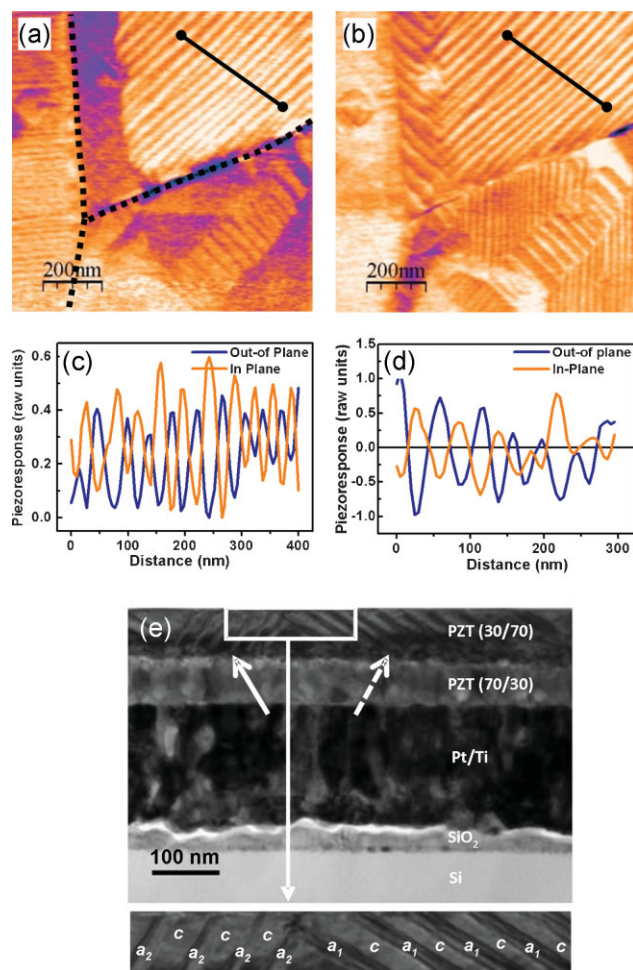 (a)
(b)
200nm
200nm
(c)
Out-of Plane
In Plane
Piezoresponse (raw units)
0.6
0.4
0.2
0.0
0
100
200
300
400
Distance (nm)
(d)
Out-of plane
In-Plane
Piezoresponse (raw units)
1.5
1.0
0.5
0.0
-0.5
-1.0
0
100
200
300
Distance (nm)
(e)
PZT (30/70)
PZT (70/30)
Pt/Ti
SiO2
100 nm
Si
c c c c
a2 a2 a2 a2 a1 c a1 c a1 c a1 c